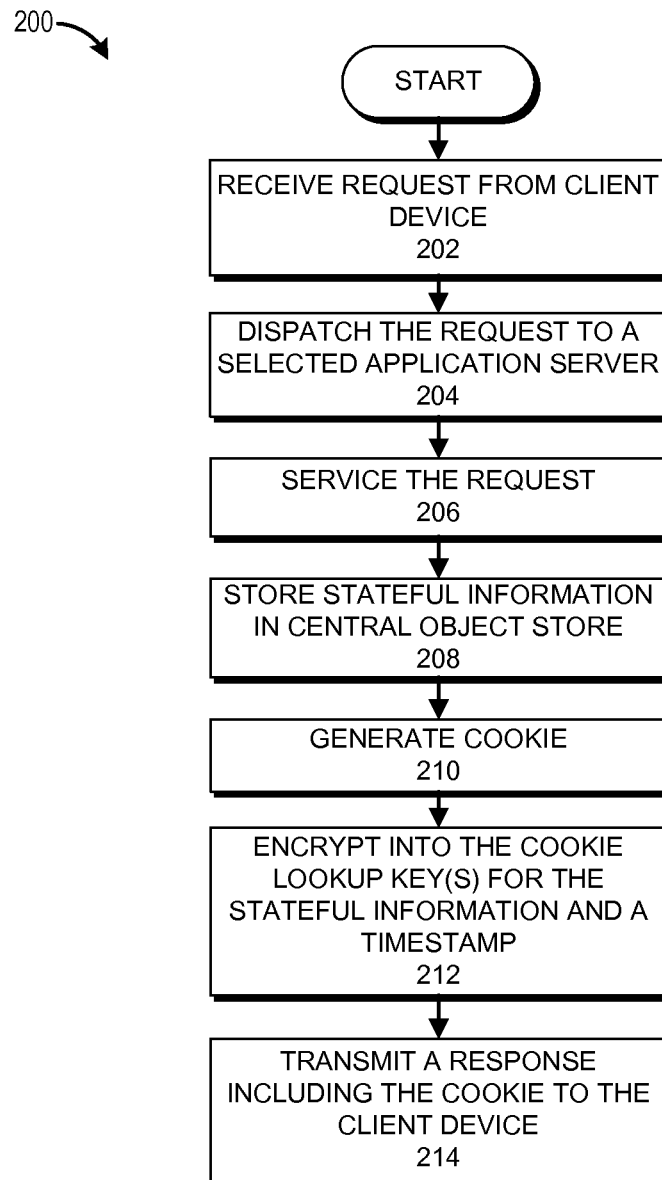 200
START
RECEIVE REQUEST FROM CLIENT
DEVICE
202
DISPATCH THE REQUEST TO A
SELECTED APPLICATION SERVER
204
SERVICE THE REQUEST
206
STORE STATEFUL INFORMATION
IN CENTRAL OBJECT STORE
208
GENERATE COOKIE
210
ENCRYPT INTO THE COOKIE
LOOKUP KEY(S) FOR THE
STATEFUL INFORMATION AND A
TIMESTAMP
212
TRANSMIT A RESPONSE
INCLUDING THE COOKIE TO THE
CLIENT DEVICE
214